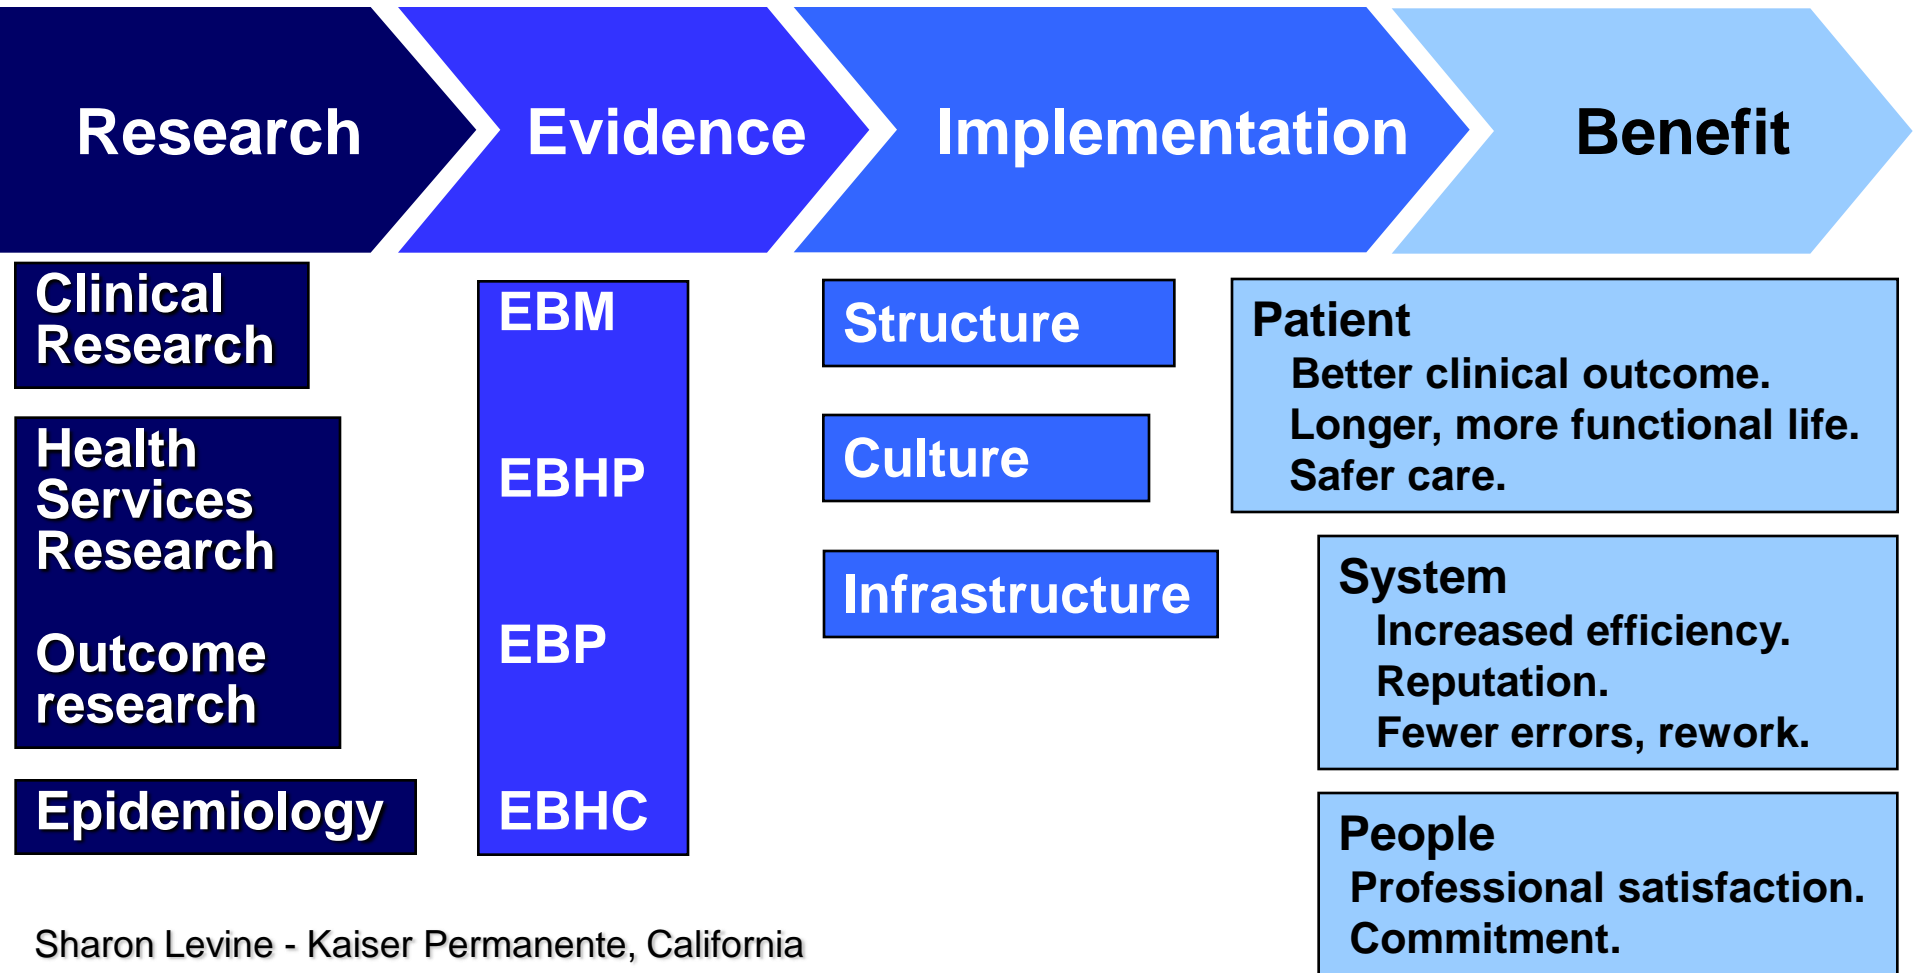 Research
Evidence
Implementation
Benefit
Clinical
Research
Health
Services
Research
Outcome
research
Epidemiology
EBM
EBHP
EBP
EBHC
Structure
Culture
Infrastructure
Patient
Better clinical outcome.
Longer, more functional life.
Safer care.
System
Increased efficiency.
Reputation.
Fewer errors, rework.
People
Professional satisfaction.
Commitment.
Sharon Levine - Kaiser Permanente, California